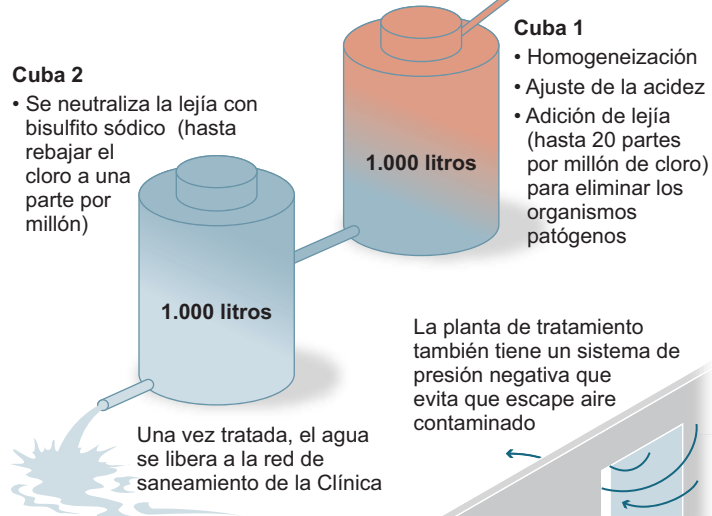 Cuba 1
• Homogeneización
• Ajuste de la acidez
• Adición de lejía
(hasta 20 partes
por millón de cloro)
para eliminar los
organismos
patógenos
1.000 litros
Cuba 2
• Se neutraliza la lejía con
bisulfito sódico (hasta
rebajar el
cloro a una
parte por
millón)
1.000 litros
Una vez tratada, el agua
se libera a la red de
saneamiento de la Clínica
La planta de tratamiento
también tiene un sistema de
presión negativa que
evita que escape aire
contaminado